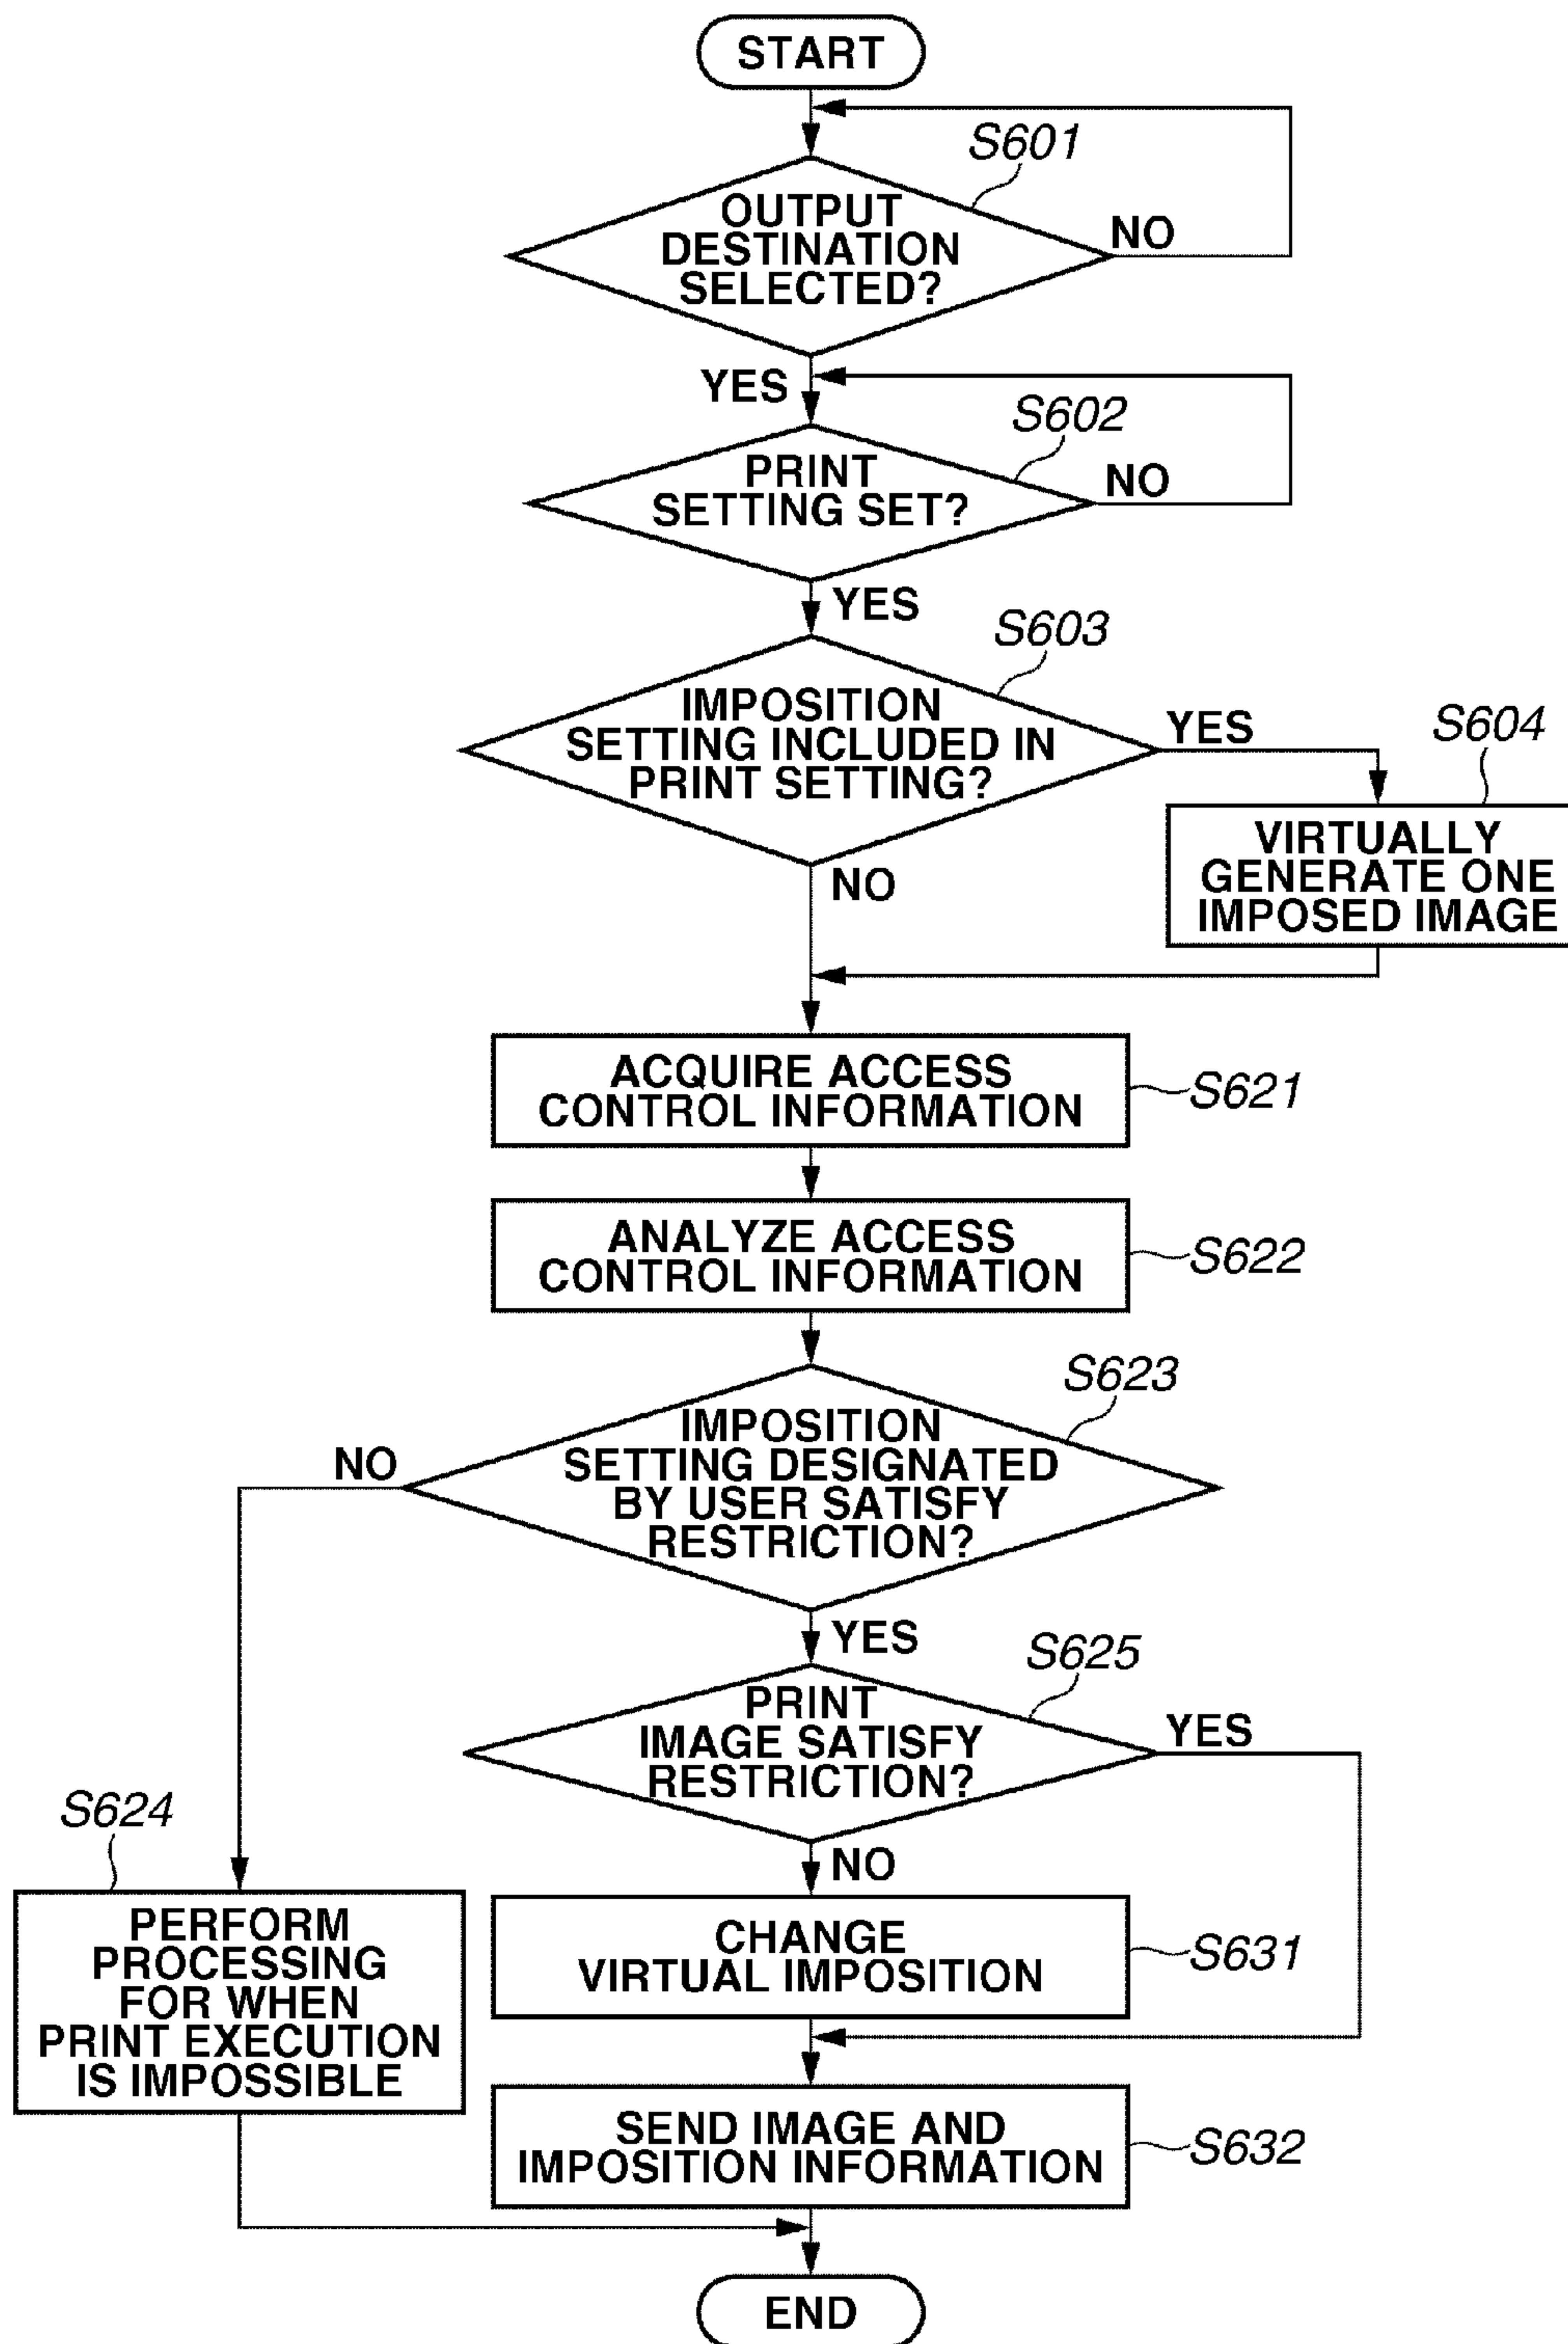 START
S601
OUTPUT
DESTINATION
SELECTED?
NO
YES
S602
PRINT
SETTING SET?
NO
YES
S603
IMPOSITION
SETTING INCLUDED IN
PRINT SETTING?
YES
S604
NO
VIRTUALLY
GENERATE ONE
IMPOSED IMAGE
ACQUIRE ACCESS
CONTROL INFORMATION
S621
ANALYZE ACCESS
CONTROL INFORMATION
S622
S623
IMPOSITION
SETTING DESIGNATED
BY USER SATISFY
RESTRICTION?
NO
YES
S625
PRINT
IMAGE SATISFY
RESTRICTION?
YES
NO
S624
PERFORM
PROCESSING
FOR WHEN
PRINT EXECUTION
IS IMPOSSIBLE
CHANGE
VIRTUAL IMPOSITION
S631
SEND IMAGE AND
IMPOSITION INFORMATION
S632
END